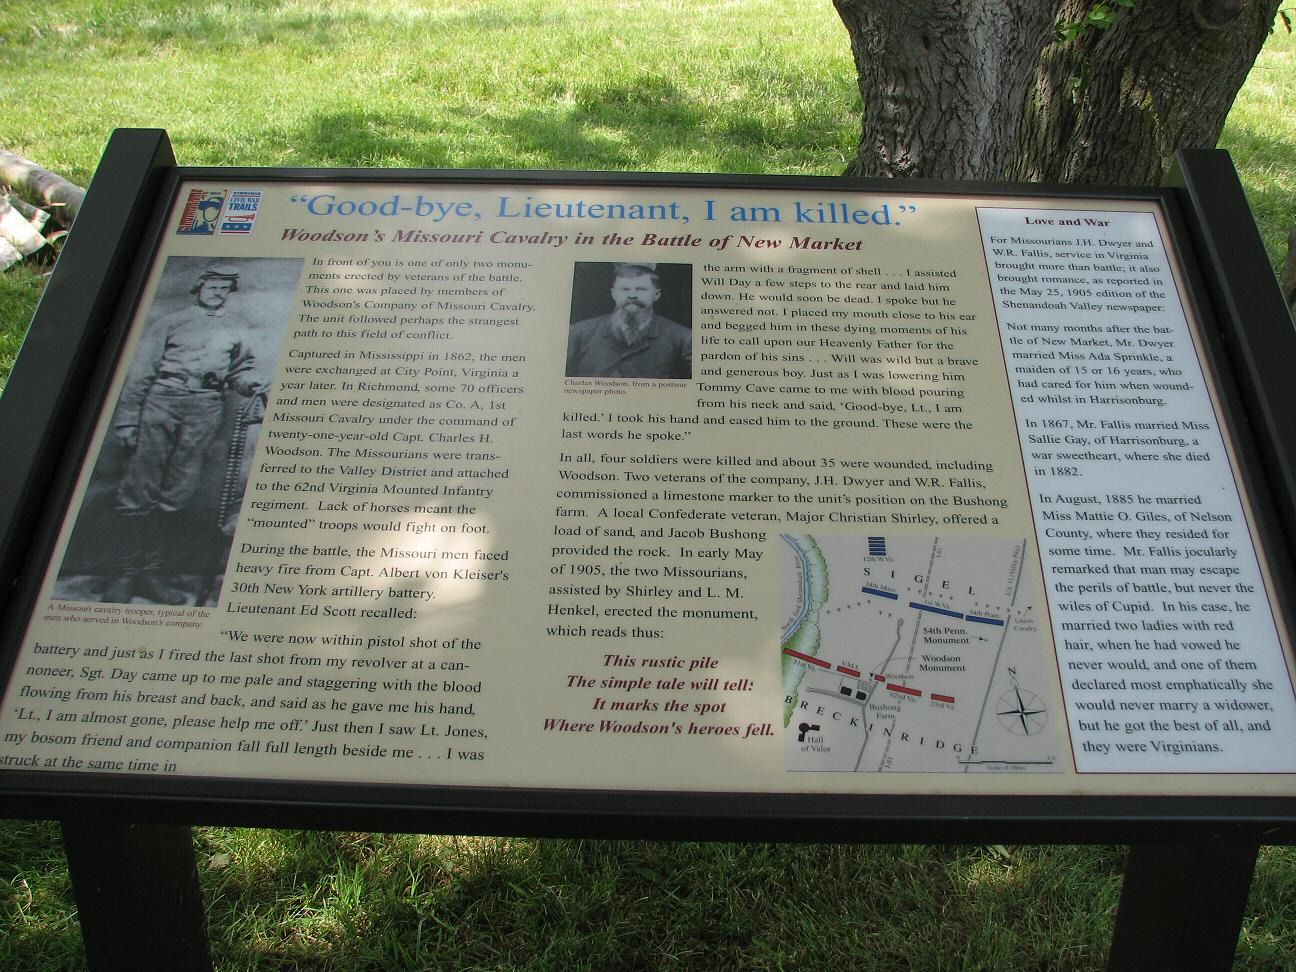 VIRGINIA
CIVIL WAR
TRAILS
"Good-bye, Lieutenant, I am killed."
Woodson's Missouri Cavalry in the Battle of New Market
In front of you is one of only two monu-
ments erected by veterans of the battle.
This one was placed by members of
Woodson's Company of Missouri Cavalry.
The unit followed perhaps the strangest
path to this field of conflict.
Captured in Mississippi in 1862, the men
were exchanged at City Point, Virginia a
year later. In Richmond, some 70 officers
and men were designated as Co. A, 1st
Missouri Cavalry under the command of
twenty-one-year-old Capt. Charles H.
Woodson. The Missourians were trans-
ferred to the Valley District and attached
to the 62nd Virginia Mounted Infantry
regiment. Lack of horses meant the
"mounted" troops would fight on foot.
During the battle, the Missouri men faced
heavy fire from Capt. Albert von Kleiser's
30th New York artillery battery.
Lieutenant Ed Scott recalled:
A Missouri cavalry trooper, typical of the
men who served in Woodson's company.
"We were now within pistol shot of the
battery and just as I fired the last shot from my revolver at a can-
noneer, Sgt. Day came up to me pale and staggering with the blood
flowing from his breast and back, and said as he gave me his hand,
'Lt., I am almost gone, please help me off.' Just then I saw Lt. Jones,
my bosom friend and companion fall full length beside me . . . I was
struck at the same time in
Charles Woodson, from a postwar
newspaper photo.
the arm with a fragment of shell . . . I assisted
Will Day a few steps to the rear and laid him
down. He would soon be dead. I spoke but he
answered not. I placed my mouth close to his ear
and begged him in these dying moments of his
life to call upon our Heavenly Father for the
pardon of his sins . . . Will was wild but a brave
and generous boy. Just as I was lowering him
Tommy Cave came to me with blood pouring
from his neck and said, 'Good-bye, Lt., I am
killed.' I took his hand and eased him to the ground. These were the
last words he spoke."
In all, four soldiers were killed and about 35 were wounded, including
Woodson. Two veterans of the company, J.H. Dwyer and W.R. Fallis,
commissioned a limestone marker to the unit's position on the Bushong
farm. A local Confederate veteran, Major Christian Shirley, offered a
load of sand, and Jacob Bushong
provided the rock. In early May
of 1905, the two Missourians,
assisted by Shirley and L. M.
Henkel, erected the monument,
which reads thus:
This rustic pile
The simple tale will tell:
It marks the spot
Where Woodson's heroes fell.
12th W.Va.
SIGEL
34th Mass.
1st W.Va.
54th Penn.
Union
Cavalry
54th Penn.
Monument
Woodson
Monument
51st Va.
V.M.I.
Woodson
62nd Va.
23rd Va.
Bushong
Farm
BRECKINRIDGE
Hall
of Valor
N
Scale of Miles
Love and War
For Missourians J.H. Dwyer and
W.R. Fallis, service in Virginia
brought more than battle; it also
brought romance, as reported in
the May 25, 1905 edition of the
Shenandoah Valley newspaper:
Not many months after the bat-
tle of New Market, Mr. Dwyer
married Miss Ada Sprinkle, a
maiden of 15 or 16 years, who
had cared for him when wound-
ed whilst in Harrisonburg.
In 1867, Mr. Fallis married Miss
Sallie Gay, of Harrisonburg, a
war sweetheart, where she died
in 1882.
In August, 1885 he married
Miss Mattie O. Giles, of Nelson
County, where they resided for
some time. Mr. Fallis jocularly
remarked that man may escape
the perils of battle, but never the
wiles of Cupid. In his case, he
married two ladies with red
hair, when he had vowed he
never would, and one of them
declared most emphatically she
would never marry a widower,
but he got the best of all, and
they were Virginians.